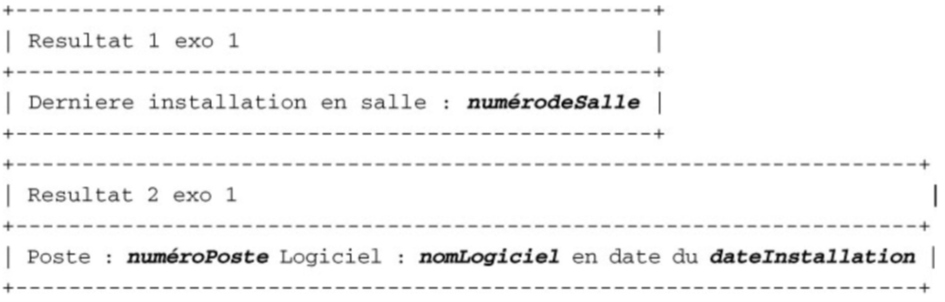 +------------------------------------------------+
| Resultat 1 exo 1                               |
+------------------------------------------------+
| Derniere installation en salle : numérodeSalle |
+------------------------------------------------+
+--------------------------------------------------------------------+
| Resultat 2 exo 1                                                    |
+--------------------------------------------------------------------+
| Poste : numéroPoste Logiciel : nomLogiciel en date du dateInstallation |
+--------------------------------------------------------------------+